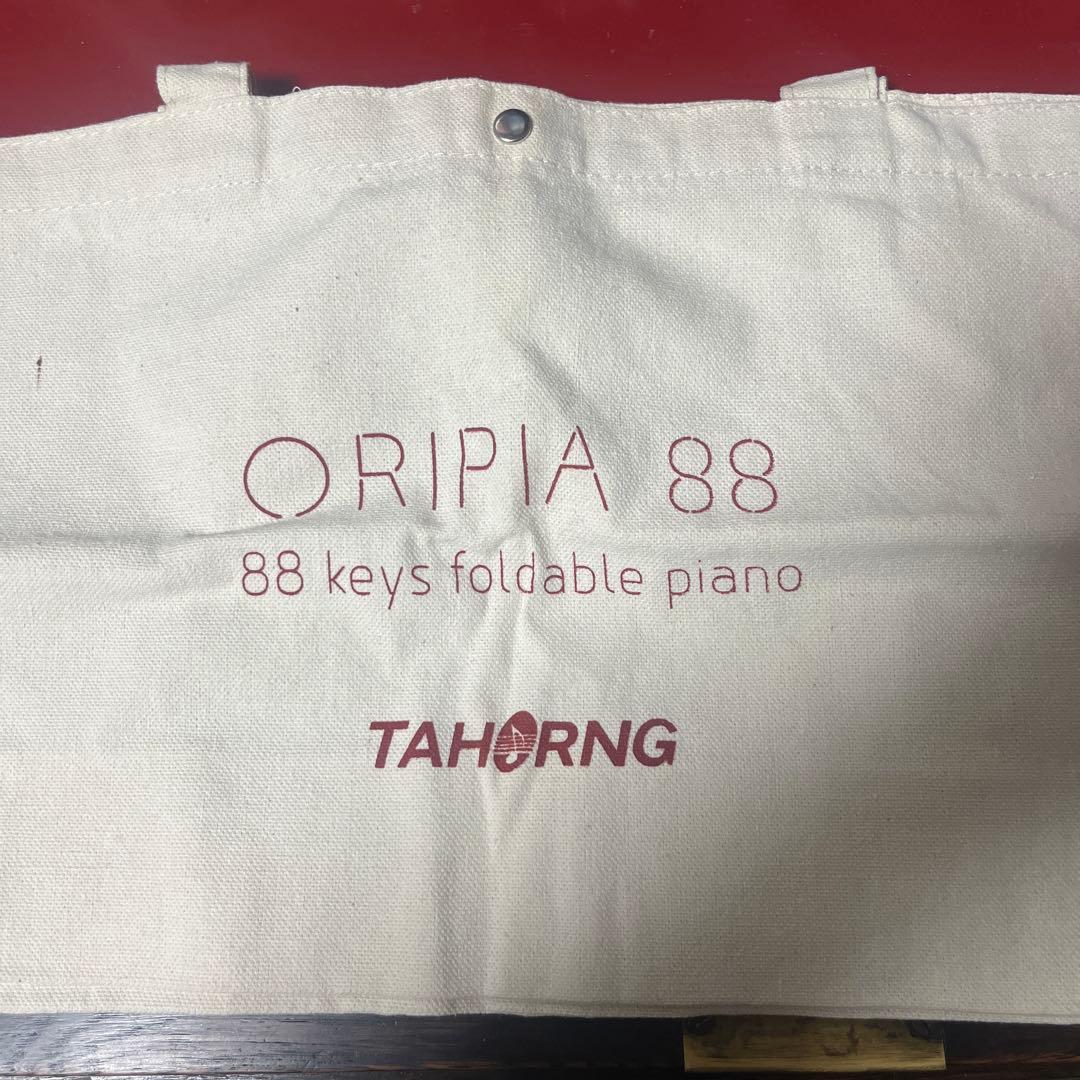 ORIPIA 88
88 keys foldable piano
TAHORNG